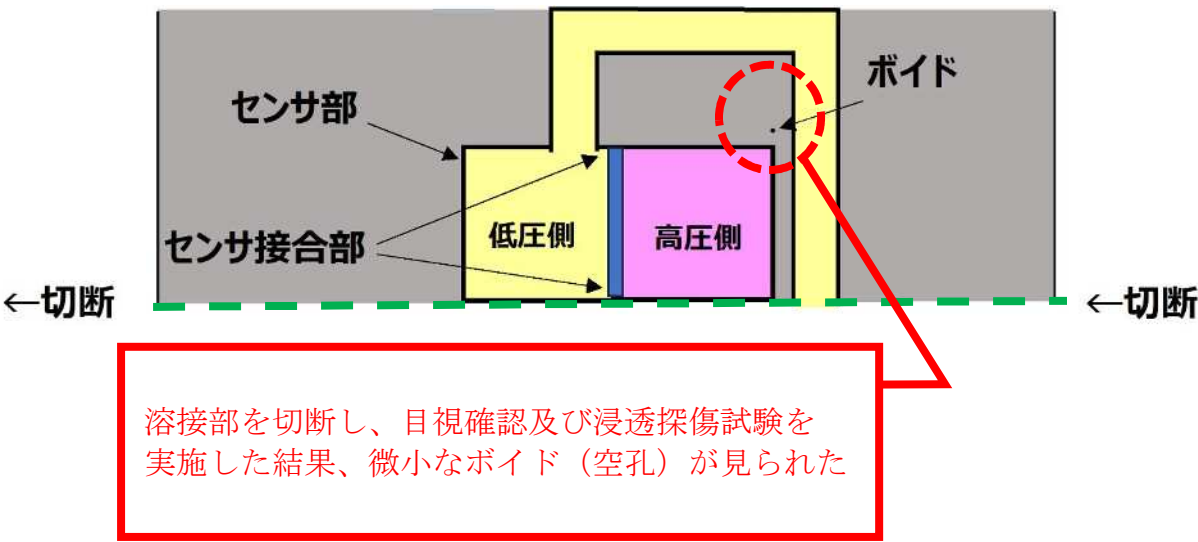 ボイド
センサ部
センサ接合部
低圧側
高圧側
←切断
←切断
溶接部を切断し、目視確認及び浸透探傷試験を
実施した結果、微小なボイド（空孔）が見られた